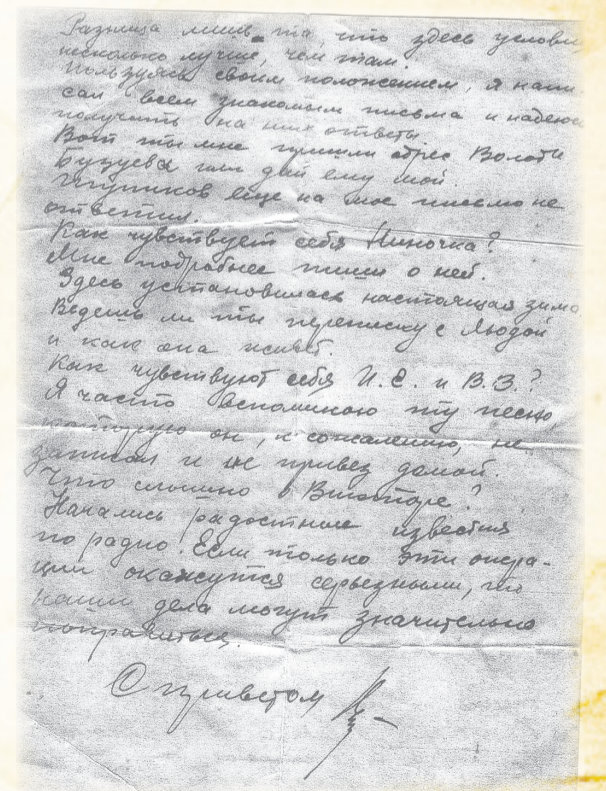 Разница лишь та, что здесь услови
несколько лучше, чем там.
Пользуясь своим положением, я напи
сал всем знакомым письма и надеюсь
получить на них ответы
Вот ты мне пришли адрес Володи
или дай ему мой.
еще на мое письмо не
ответил.
Как чувствует себя Ниночка?
Мне подробнее пиши о ней.
Здесь установилась настоящая зима
Ведешь ли ты переписку с Людой
и как она живет.
Как чувствуют себя И. Е. и В.З.?
Я часто вспоминаю ту песню,
которую он, к сожалению, не
записал и не привез домой.
Что слышно о Викторе?
Начались радостные известия
по радио. Если только эти опера-
ции окажутся серьезными, то
наши дела могут значительно
поправиться.
С приветом